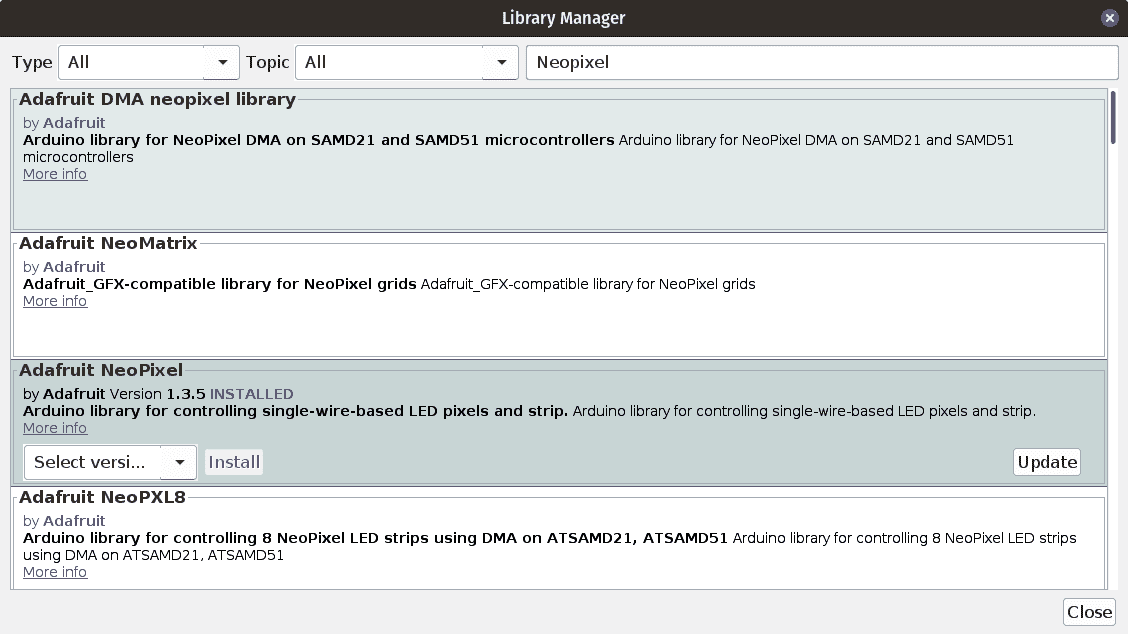 Library Manager
Type All Topic All Neopixel
Adafruit DMA neopixel library
by Adafruit
Arduino library for NeoPixel DMA on SAMD21 and SAMD51 microcontrollers Arduino library for NeoPixel DMA on SAMD21 and SAMD51
microcontrollers
More info
Adafruit NeoMatrix
by Adafruit
Adafruit_GFX-compatible library for NeoPixel grids Adafruit_GFX-compatible library for NeoPixel grids
More info
Adafruit NeoPixel
by Adafruit Version 1.3.5 INSTALLED
Arduino library for controlling single-wire-based LED pixels and strip. Arduino library for controlling single-wire-based LED pixels and strip.
More info
Select versi... Install Update
Adafruit NeoPXL8
by Adafruit
Arduino library for controlling 8 NeoPixel LED strips using DMA on ATSAMD21, ATSAMD51 Arduino library for controlling 8 NeoPixel LED strips
using DMA on ATSAMD21, ATSAMD51
More info
Close